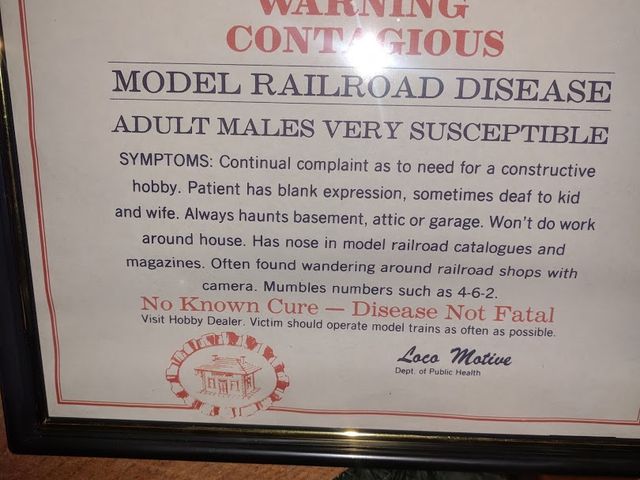 WARNING
CONTAGIOUS
MODEL RAILROAD DISEASE
ADULT MALES VERY SUSCEPTIBLE
SYMPTOMS: Continual complaint as to need for a constructive
hobby. Patient has blank expression, sometimes deaf to kid
and wife. Always haunts basement, attic or garage. Won't do work
around house. Has nose in model railroad catalogues and
magazines. Often found wandering around railroad shops with
camera. Mumbles numbers such as 4-6-2.
No Known Cure — Disease Not Fatal
Visit Hobby Dealer. Victim should operate model trains as often as possible.
Loco Motive
Dept. of Public Health